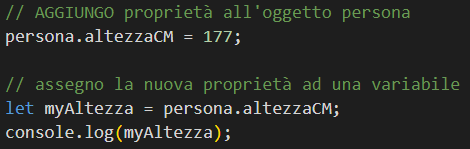 // AGGIUNGO proprietà all'oggetto persona
persona.altezzaCM = 177;
// assegno la nuova proprietà ad una variabile
let myAltezza = persona.altezzaCM;
console.log(myAltezza);